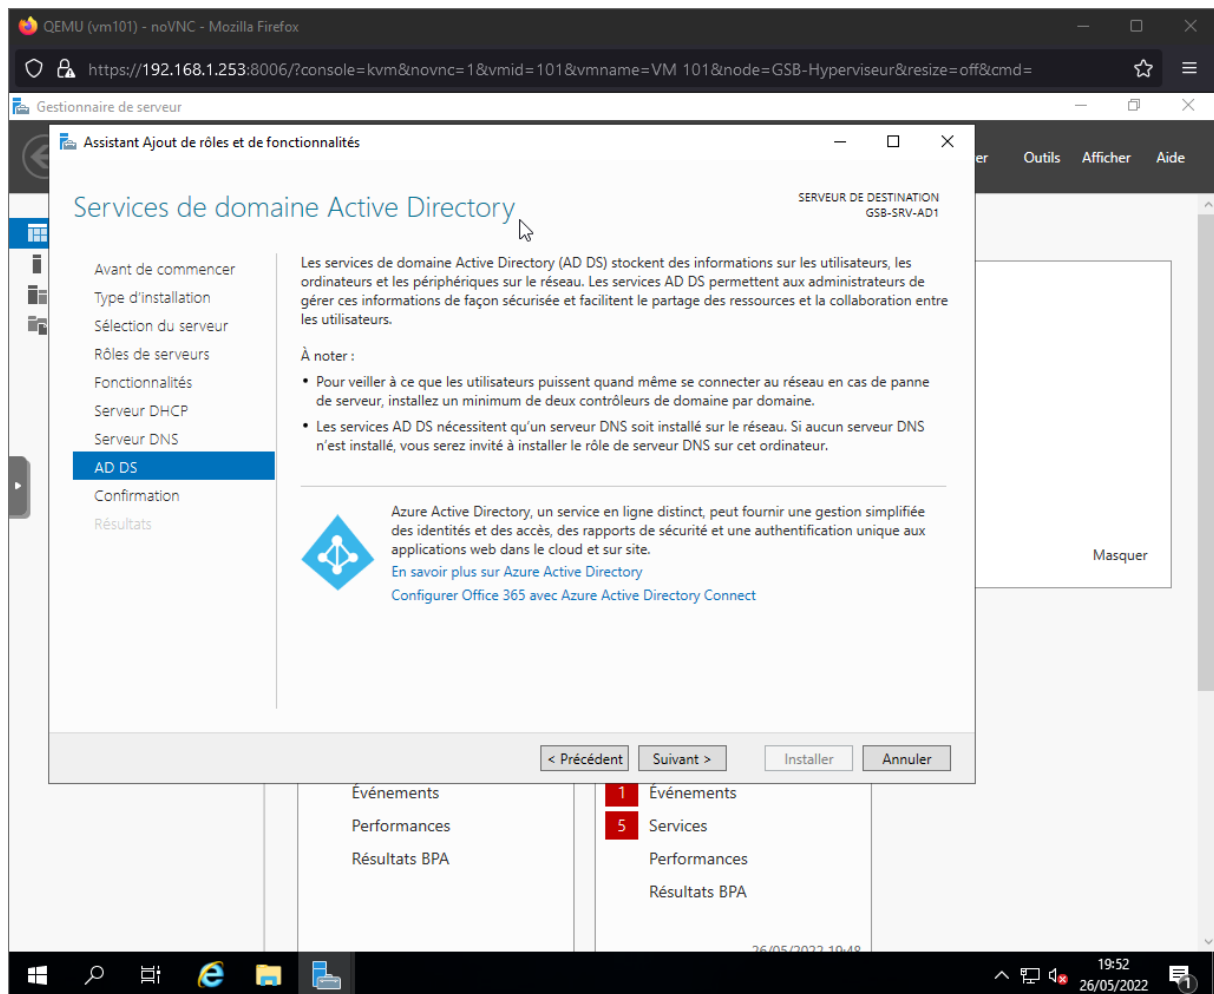 QEMU (vm101) - noVNC - Mozilla Firefox
https://192.168.1.253:8006/?console=kvm&novnc=1&vmid=101&vmname=VM 101&node=GSB-Hyperviseur&resize=off&cmd=
Gestionnaire de serveur
Assistant Ajout de rôles et de fonctionnalités
er Outils Afficher Aide
Services de domaine Active Directory
SERVEUR DE DESTINATION
GSB-SRV-AD1
Avant de commencer
Type d'installation
Sélection du serveur
Rôles de serveurs
Fonctionnalités
Serveur DHCP
Serveur DNS
AD DS
Confirmation
Résultats
Les services de domaine Active Directory (AD DS) stockent des informations sur les utilisateurs, les
ordinateurs et les périphériques sur le réseau. Les services AD DS permettent aux administrateurs de
gérer ces informations de façon sécurisée et facilitent le partage des ressources et la collaboration entre
les utilisateurs.
À noter :
• Pour veiller à ce que les utilisateurs puissent quand même se connecter au réseau en cas de panne
de serveur, installez un minimum de deux contrôleurs de domaine par domaine.
• Les services AD DS nécessitent qu'un serveur DNS soit installé sur le réseau. Si aucun serveur DNS
n'est installé, vous serez invité à installer le rôle de serveur DNS sur cet ordinateur.
Azure Active Directory, un service en ligne distinct, peut fournir une gestion simplifiée
des identités et des accès, des rapports de sécurité et une authentification unique aux
applications web dans le cloud et sur site.
En savoir plus sur Azure Active Directory
Configurer Office 365 avec Azure Active Directory Connect
Masquer
< Précédent Suivant > Installer Annuler
Événements
Performances
Résultats BPA
1 Événements
5 Services
Performances
Résultats BPA
26/05/2022 19:48
19:52
26/05/2022
1